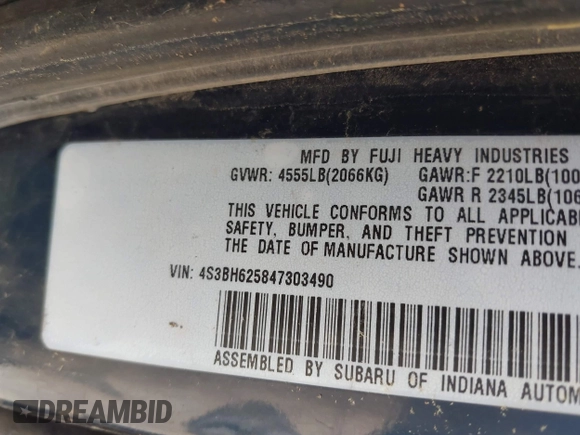 MFD BY FUJI HEAVY INDUSTRIES
GVWR: 4555LB(2066KG) GAWR:F 2210LB(100
GAWR R 2345LB(106
THIS VEHICLE CONFORMS TO ALL APPLICABL
SAFETY, BUMPER, AND THEFT PREVENTION
THE DATE OF MANUFACTURE SHOWN ABOVE.
VIN: 4S3BH625847303490
ASSEMBLED BY SUBARU OF INDIANA AUTOM
DREAMBID